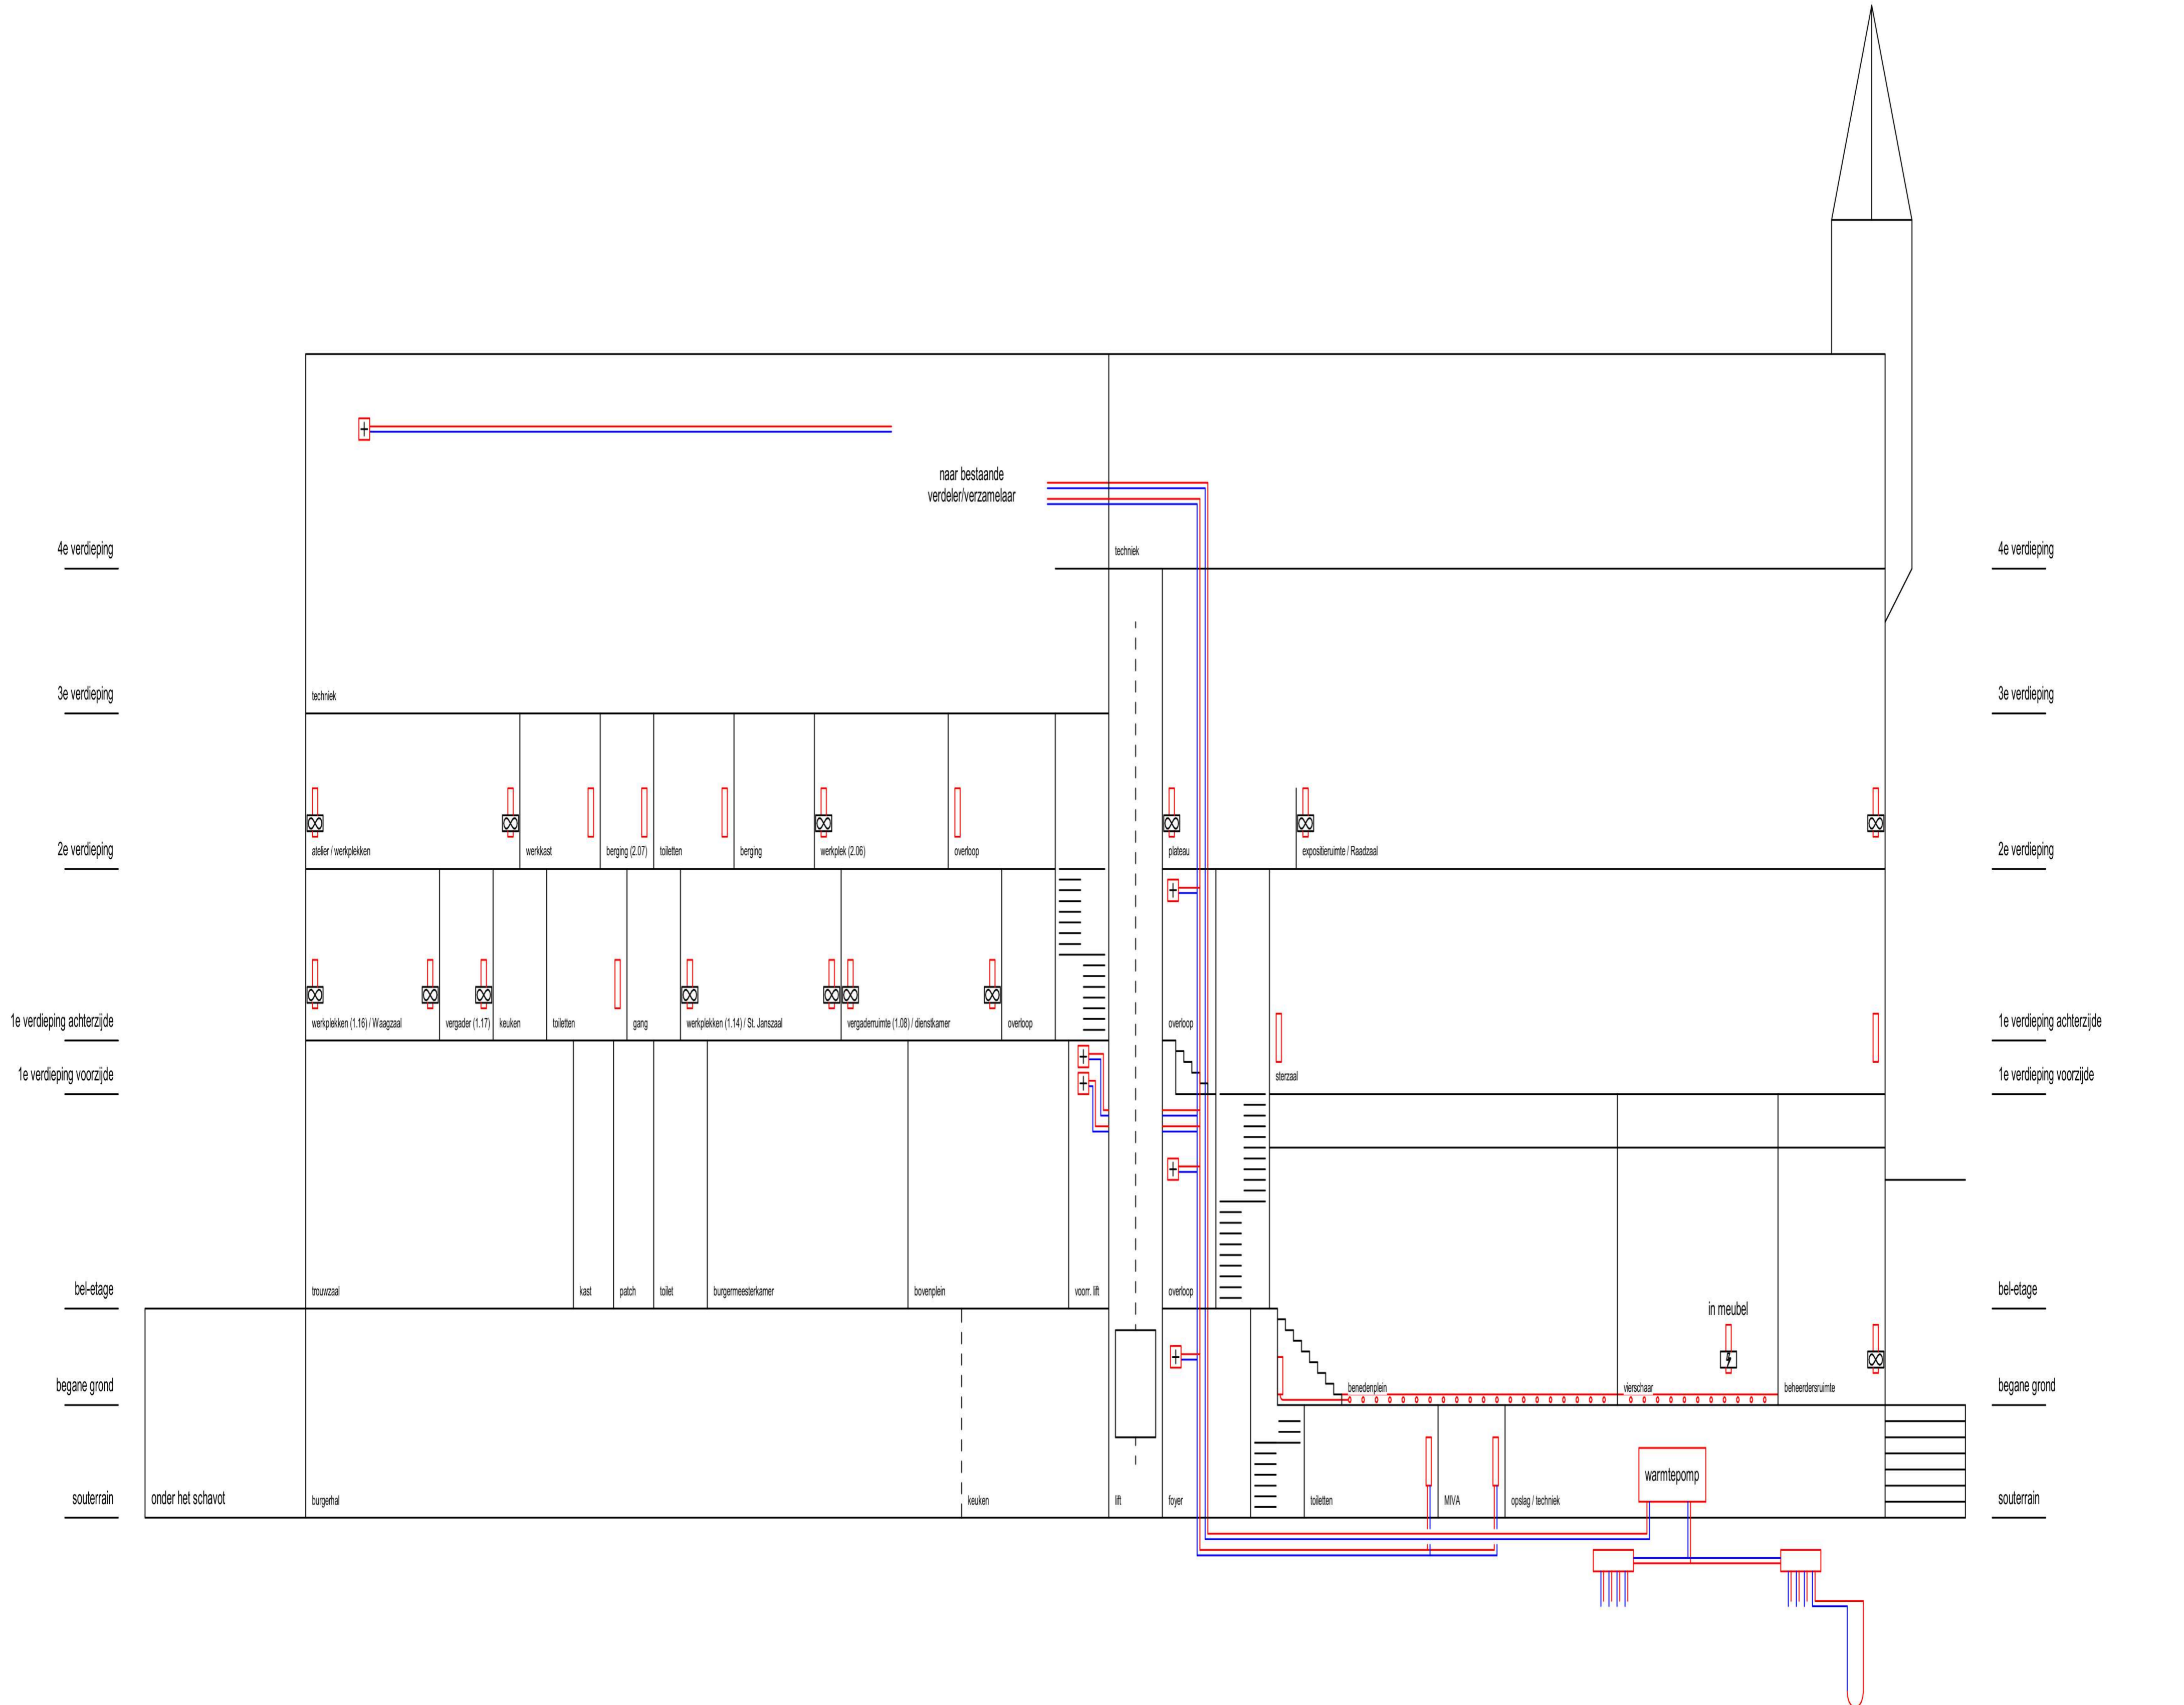 naar bestaande
verdeler/verzamelaar
4e verdieping
techniek
4e verdieping
3e verdieping
techniek
3e verdieping
2e verdieping
atelier / werkplekken
werkkast
berging (2.07)
toiletten
berging
werkplek (2.06)
overloop
plateau
expositieruimte / Raadzaal
2e verdieping
1e verdieping achterzijde
werkplekken (1.16) / Waagzaal
vergader (1.17)
keuken
toiletten
gang
werkplekken (1.14) / St. Janszaal
vergaderruimte (1.08) / dienstkamer
overloop
overloop
1e verdieping achterzijde
1e verdieping voorzijde
sterzaal
1e verdieping voorzijde
bel-etage
trouwzaal
kast
patch
toilet
burgermeesterkamer
bovenplein
voorr. lift
overloop
bel-etage
in meubel
begane grond
benedenplein
vierschaar
beheerdersruimte
begane grond
warmtepomp
souterrain
onder het schavot
burgerhal
keuken
lift
foyer
toiletten
MIVA
opslag / techniek
souterrain